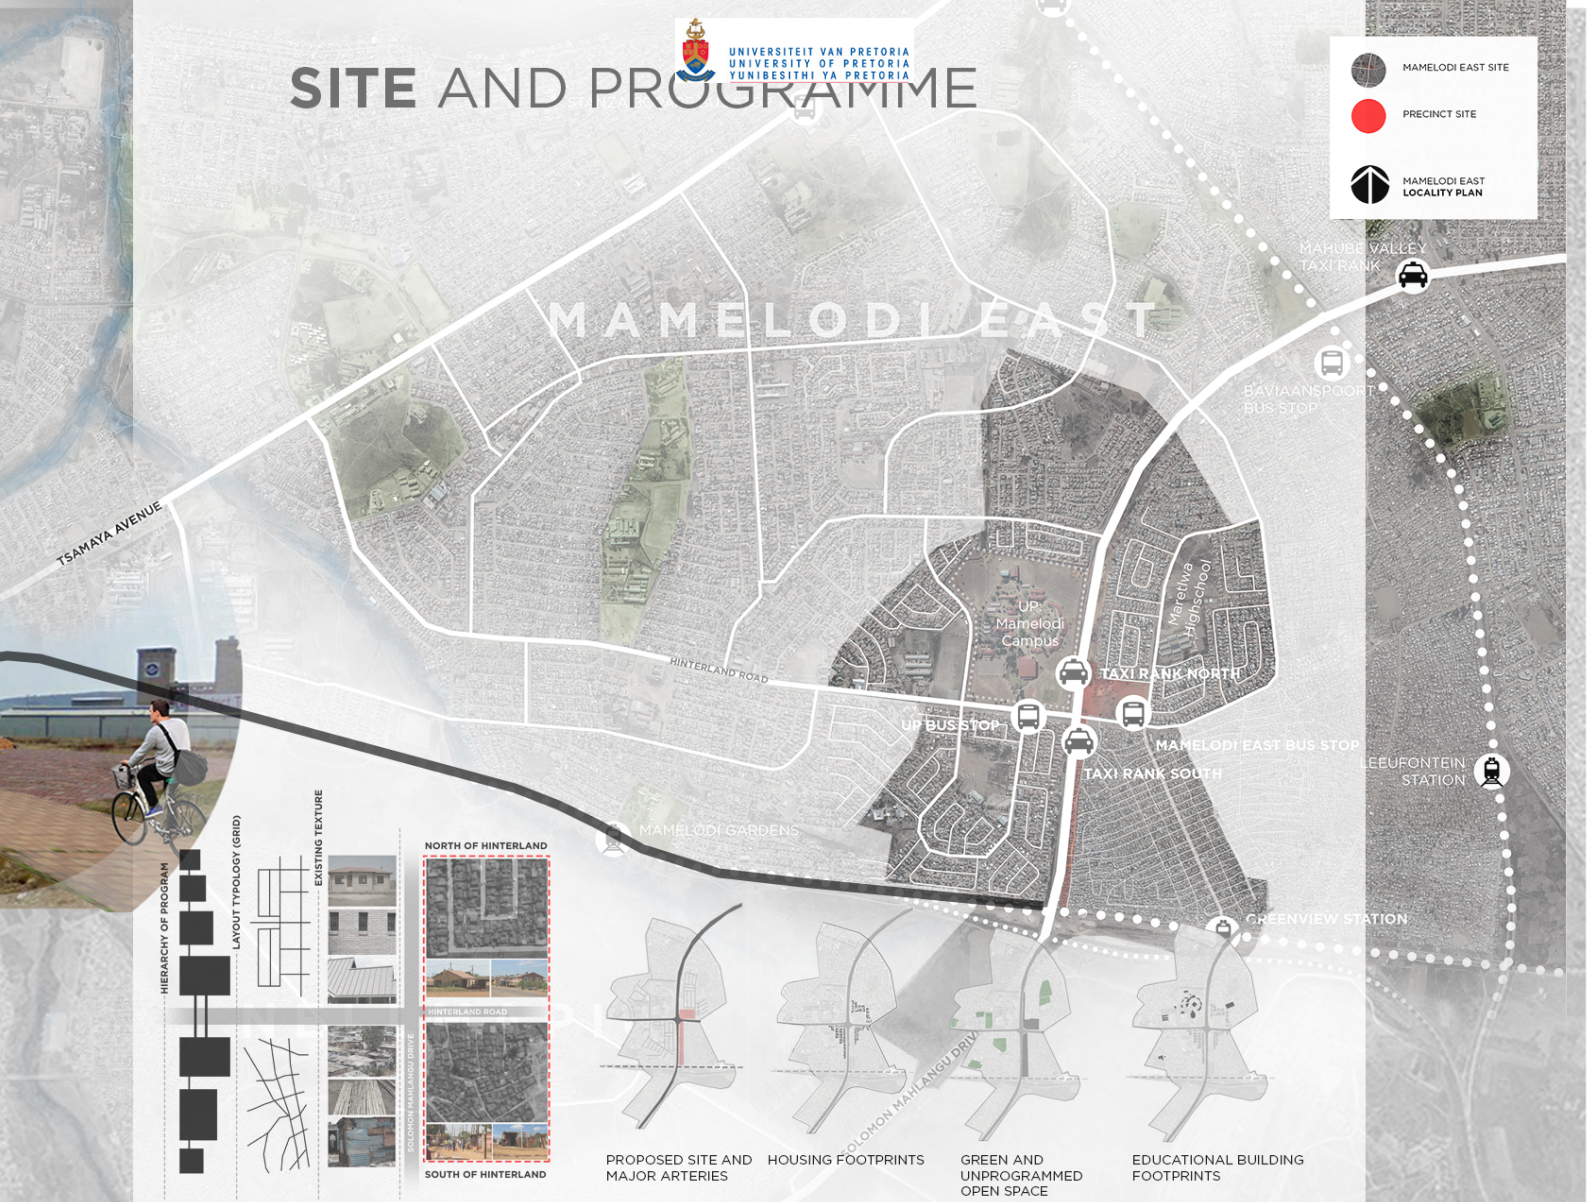 UNIVERSITEIT VAN PRETORIA
UNIVERSITY OF PRETORIA
YUNIBESITHI YA PRETORIA
SITE AND PROGRAMME
MAMELODI EAST SITE
PRECINCT SITE
MAMELODI EAST
LOCALITY PLAN
MAHUBE VALLEY
TAXI RANK
MAMELODI EAST
BAVIAANSPOORT
BUS STOP
TSAMAYA AVENUE
Maretlwa
Highschool
UP:
Mamelodi
Campus
HINTERLAND ROAD
TAXI RANK NORTH
UP BUS STOP
MAMELODI EAST BUS STOP
TAXI RANK SOUTH
LEEUFONTEIN
STATION
MAMELODI GARDENS
GREENVIEW STATION
HIERARCHY OF PROGRAM
LAYOUT TYPOLOGY (GRID)
EXISTING TEXTURE
NORTH OF HINTERLAND
HINTERLAND ROAD
SOLOMON MAHLANGU DRIVE
SOUTH OF HINTERLAND
SOLOMON MAHLANGU DRIV
PROPOSED SITE AND
MAJOR ARTERIES
HOUSING FOOTPRINTS
GREEN AND
UNPROGRAMMED
OPEN SPACE
EDUCATIONAL BUILDING
FOOTPRINTS